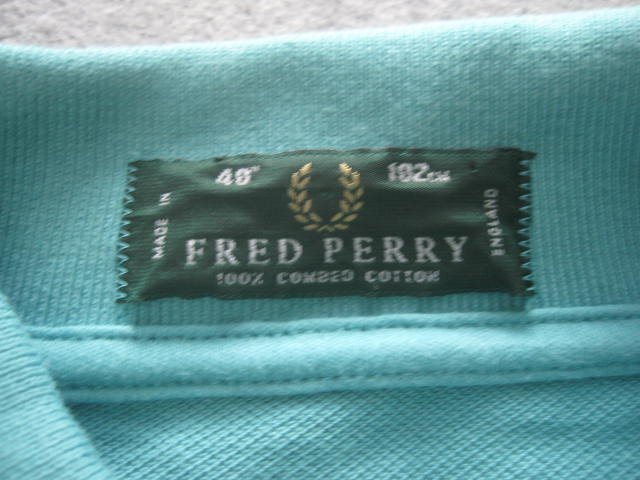 40" 102cm
MADE IN
FRED PERRY
ENGLAND
100% COMBED COTTON